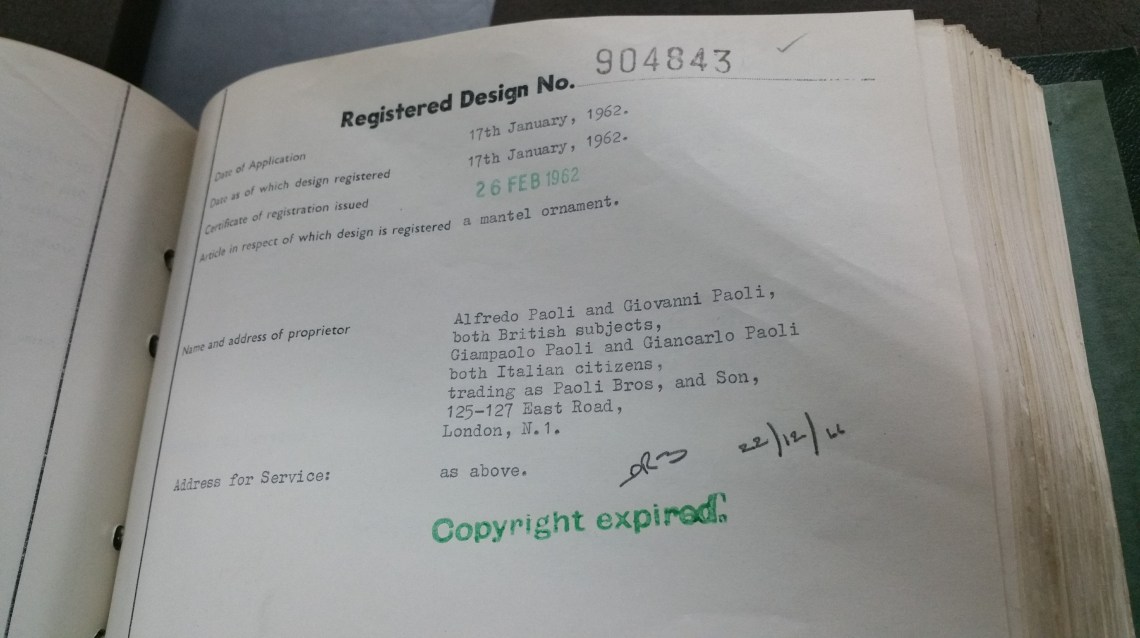 Registered Design No. 904843
Date of Application 17th January, 1962.
Date as of which design registered 17th January, 1962.
Certificate of registration issued 26 FEB 1962
Article in respect of which design is registered a mantel ornament.
Name and address of proprietor Alfredo Paoli and Giovanni Paoli,
both British subjects,
Giampaolo Paoli and Giancarlo Paoli
both Italian citizens,
trading as Paoli Bros, and Son,
125-127 East Road,
London, N.1.
Address for Service: as above.
22/12/66
Copyright expired.